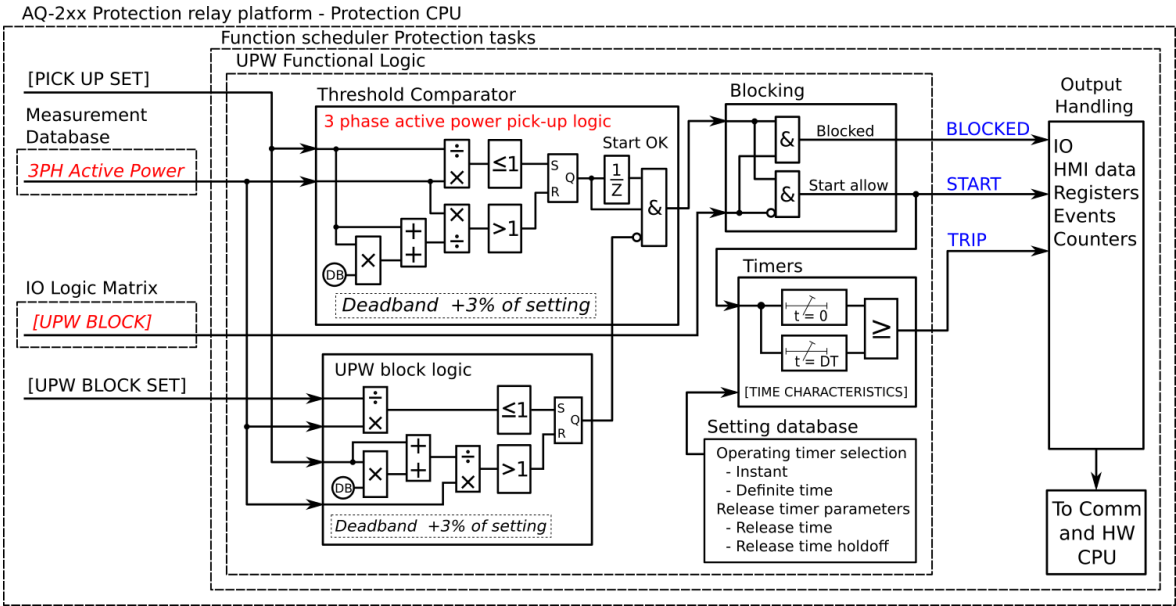 AQ-2xx Protection relay platform - Protection CPU
Function scheduler Protection tasks
UPW Functional Logic
[PICK UP SET]
Measurement
Database
3PH Active Power
IO Logic Matrix
[UPW BLOCK]
[UPW BLOCK SET]
Threshold Comparator
3 phase active power pick-up logic
Start OK
÷
×
≤1
S
R
Q
1
Z
&
×
÷
>1
+
+
×
DB
Deadband +3% of setting
UPW block logic
÷
×
≤1
S
R
Q
+
+
×
DB
÷
×
>1
Deadband +3% of setting
Blocking
&
Blocked
&
Start allow
Timers
t = 0
t = DT
≥
[TIME CHARACTERISTICS]
Setting database
Operating timer selection
- Instant
- Definite time
Release timer parameters
- Release time
- Release time holdoff
BLOCKED
START
TRIP
Output
Handling
IO
HMI data
Registers
Events
Counters
To Comm
and HW
CPU